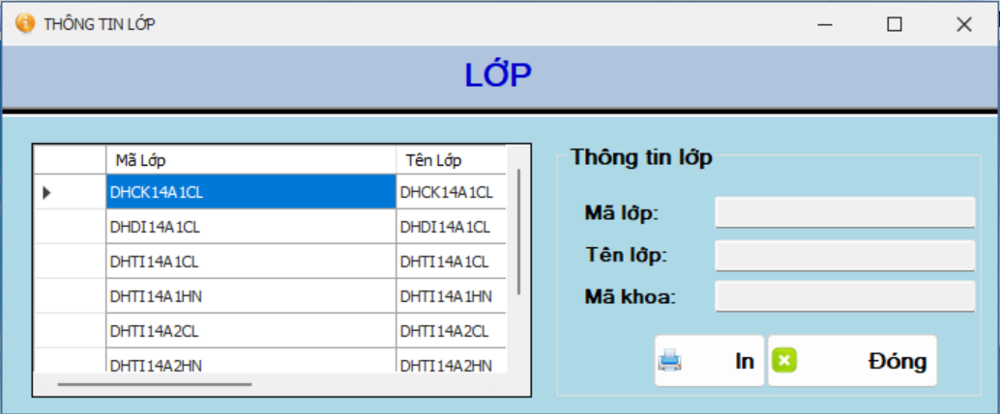 THÔNG TIN LỚP
LỚP
Mã Lớp Tên Lớp
DHCK14A1CL DHCK14A1CL
DHDI14A1CL DHDI14A1CL
DHTI14A1CL DHTI14A1CL
DHTI14A1HN DHTI14A1HN
DHTI14A2CL DHTI14A2CL
DHTI14A2HN DHTI14A2HN
Thông tin lớp
Mã lớp:
Tên lớp:
Mã khoa:
In Đóng